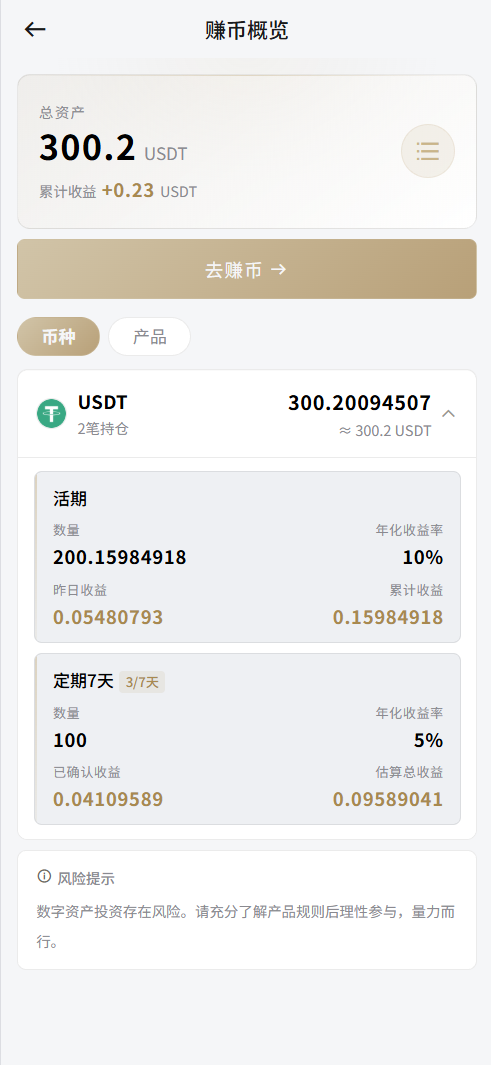 赚币概览
总资产
300.2 USDT
累计收益 +0.23 USDT
去赚币 →
币种 产品
USDT 300.20094507
2笔持仓 ≈ 300.2 USDT
活期
数量 年化收益率
200.15984918 10%
昨日收益 累计收益
0.05480793 0.15984918
定期7天 3/7天
数量 年化收益率
100 5%
已确认收益 估算总收益
0.04109589 0.09589041
风险提示
数字资产投资存在风险。请充分了解产品规则后理性参与，量力而
行。